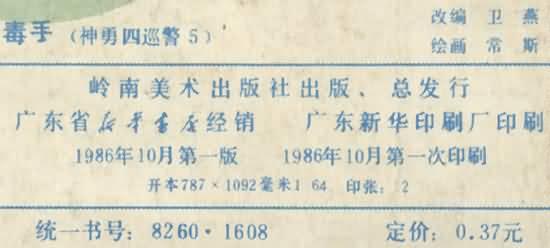 毒手 (神勇四巡警 5) 改编 卫燕
绘画 常斯
岭南美术出版社出版、总发行
广东省新华书店经销 广东新华印刷厂印刷
1986年10月第一版 1986年10月第一次印刷
开本787×1092毫米1 64 印张: 2
统一书号: 8260·1608 定价: 0.37元